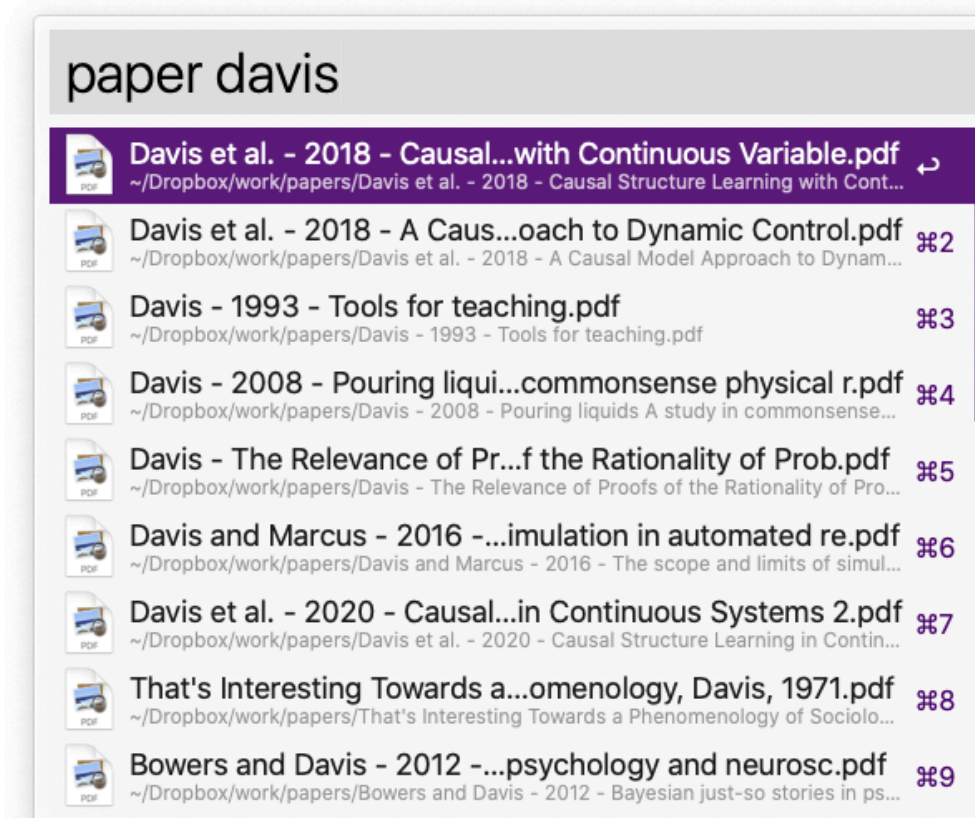 paper davis
Davis et al. - 2018 - Causal...with Continuous Variable.pdf ↩
~/Dropbox/work/papers/Davis et al. - 2018 - Causal Structure Learning with Cont...
PDF
Davis et al. - 2018 - A Caus...oach to Dynamic Control.pdf ⌘2
~/Dropbox/work/papers/Davis et al. - 2018 - A Causal Model Approach to Dynam...
PDF
Davis - 1993 - Tools for teaching.pdf ⌘3
~/Dropbox/work/papers/Davis - 1993 - Tools for teaching.pdf
PDF
Davis - 2008 - Pouring liqui...commonsense physical r.pdf ⌘4
~/Dropbox/work/papers/Davis - 2008 - Pouring liquids A study in commonsense...
PDF
Davis - The Relevance of Pr...f the Rationality of Prob.pdf ⌘5
~/Dropbox/work/papers/Davis - The Relevance of Proofs of the Rationality of Pro...
PDF
Davis and Marcus - 2016 -...imulation in automated re.pdf ⌘6
~/Dropbox/work/papers/Davis and Marcus - 2016 - The scope and limits of simul...
PDF
Davis et al. - 2020 - Causal...in Continuous Systems 2.pdf ⌘7
~/Dropbox/work/papers/Davis et al. - 2020 - Causal Structure Learning in Contin...
PDF
That's Interesting Towards a...omenology, Davis, 1971.pdf ⌘8
~/Dropbox/work/papers/That's Interesting Towards a Phenomenology of Sociolo...
PDF
Bowers and Davis - 2012 -...psychology and neurosc.pdf ⌘9
~/Dropbox/work/papers/Bowers and Davis - 2012 - Bayesian just-so stories in ps...
PDF